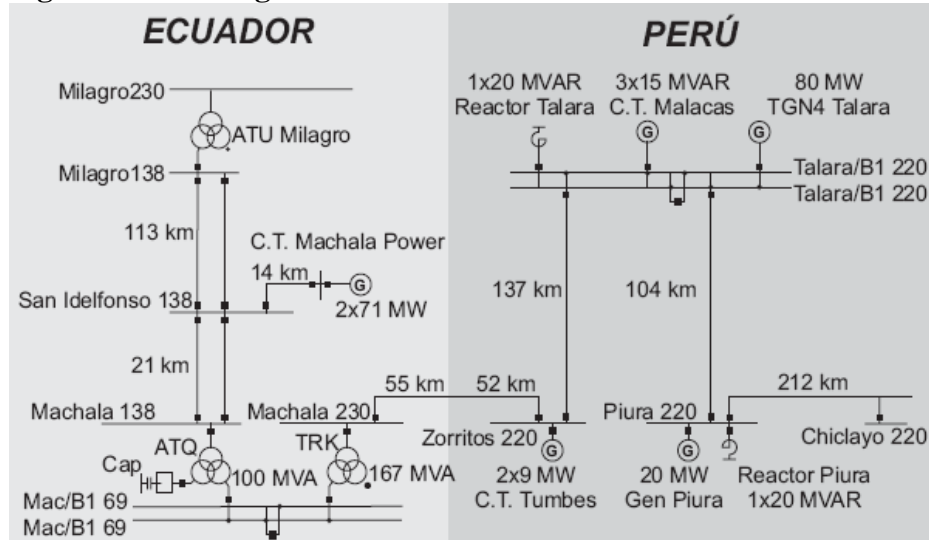 ECUADOR
PERÚ
Milagro230
ATU Milagro
Milagro138
113 km
C.T. Machala Power
14 km
G
2x71 MW
San Idelfonso 138
21 km
Machala 138
Machala 230
55 km
52 km
ATQ
TRK
Cap
100 MVA
167 MVA
Mac/B1 69
Mac/B1 69
1x20 MVAR
Reactor Talara
3x15 MVAR
C.T. Malacas
G
80 MW
TGN4 Talara
G
Talara/B1 220
Talara/B1 220
137 km
104 km
212 km
Zorritos 220
G
2x9 MW
C.T. Tumbes
Piura 220
G
20 MW
Gen Piura
Reactor Piura
1x20 MVAR
Chiclayo 220